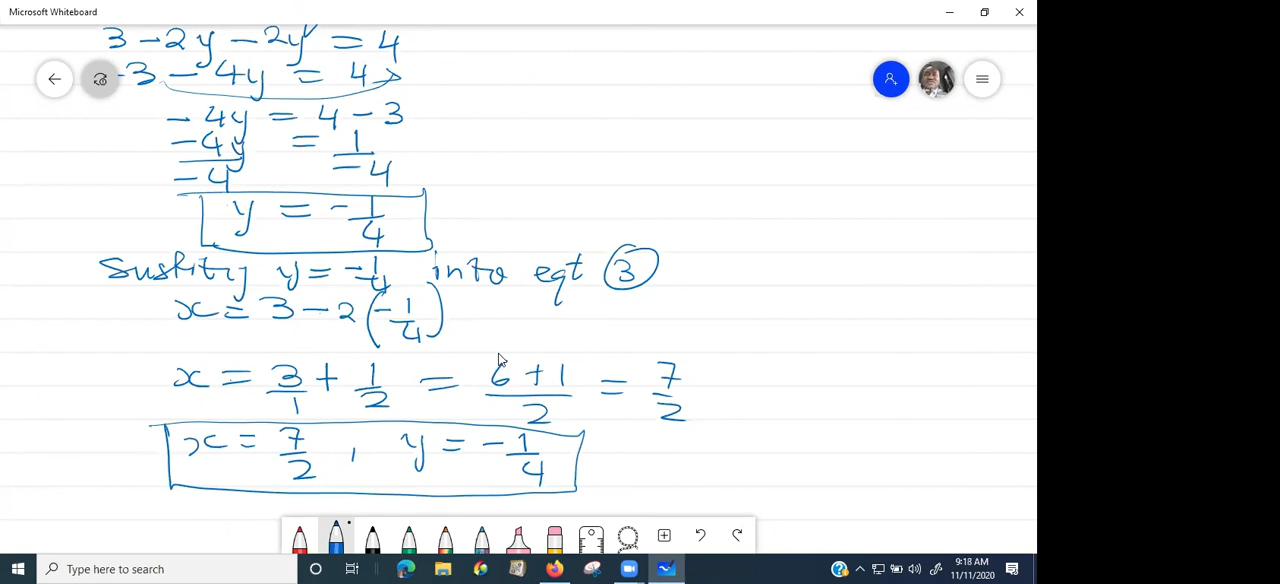 Microsoft Whiteboard
3 - 2y - 2y = 4
3 - 4y = 4
-4y = 4 - 3
-4y/-4 = 1/-4
y = -1/4
Sustity y = -1/4 into eqt ③
x = 3 - 2(-1/4)
x = 3/1 + 1/2 = 6 + 1/2 = 7/2
x = 7/2 , y = -1/4
Type here to search
9:18 AM
11/11/2020